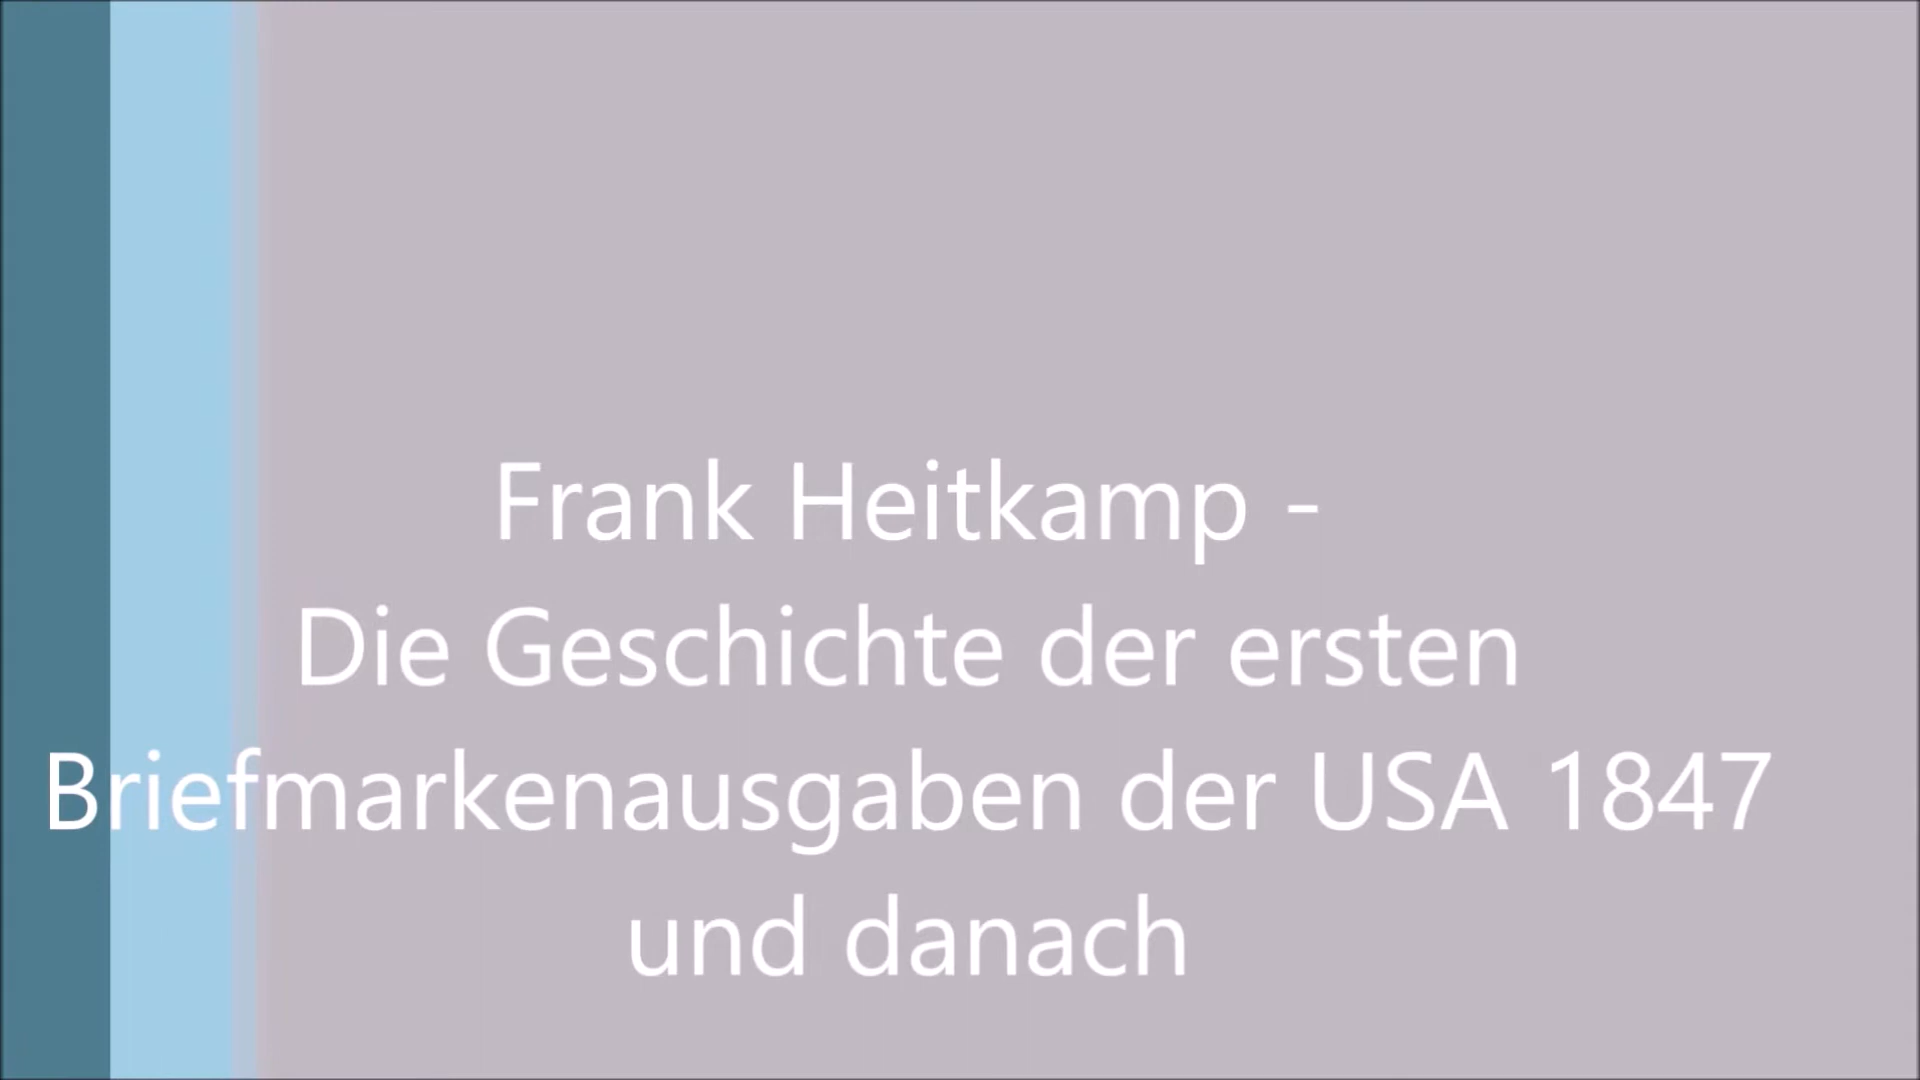 Frank Heitkamp -
Die Geschichte der ersten
Briefmarkenausgaben der USA 1847
und danach